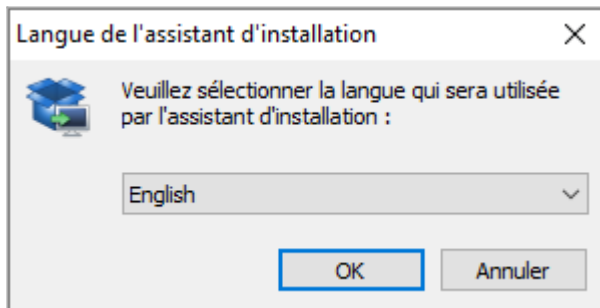 Langue de l'assistant d'installation
Veuillez sélectionner la langue qui sera utilisée
par l'assistant d'installation :
English
OK
Annuler